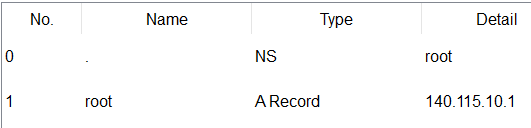 No. Name Type Detail
0 . NS root
1 root A Record 140.115.10.1